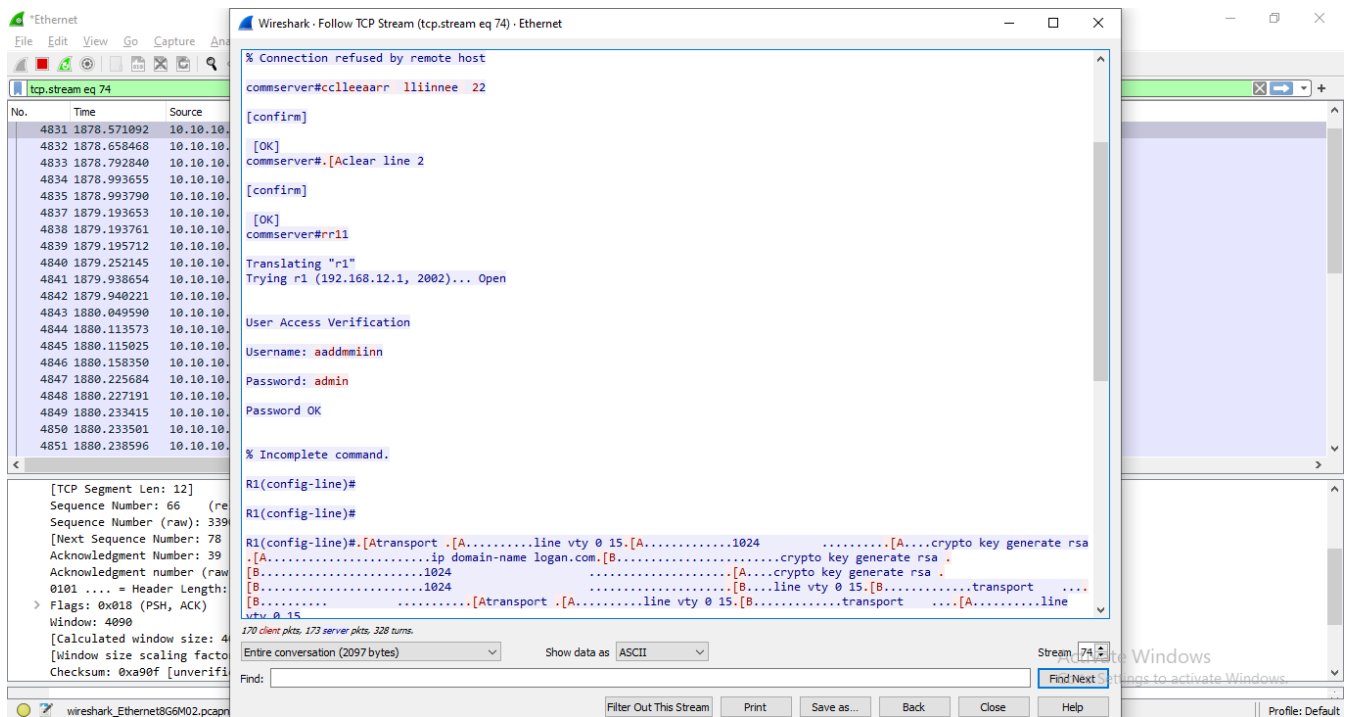 *Ethernet
File Edit View Go Capture Ana
tcp.stream eq 74
No. Time Source
4831 1878.571092 10.10.10.
4832 1878.658468 10.10.10.
4833 1878.792840 10.10.10.
4834 1878.993655 10.10.10.
4835 1878.993790 10.10.10.
4837 1879.193653 10.10.10.
4838 1879.193761 10.10.10.
4839 1879.195712 10.10.10.
4840 1879.252145 10.10.10.
4841 1879.938654 10.10.10.
4842 1879.940221 10.10.10.
4843 1880.049590 10.10.10.
4844 1880.113573 10.10.10.
4845 1880.115025 10.10.10.
4846 1880.158350 10.10.10.
4847 1880.225684 10.10.10.
4848 1880.227191 10.10.10.
4849 1880.233415 10.10.10.
4850 1880.233501 10.10.10.
4851 1880.238596 10.10.10.
[TCP Segment Len: 12]
Sequence Number: 66 (re
Sequence Number (raw): 339
[Next Sequence Number: 78
Acknowledgment Number: 39
Acknowledgment number (raw
0101 .... = Header Length:
Flags: 0x018 (PSH, ACK)
Window: 4090
[Calculated window size: 4
[Window size scaling facto
Checksum: 0xa90f [unverifi
wireshark_Ethernet8G6M02.pcapn
Wireshark · Follow TCP Stream (tcp.stream eq 74) · Ethernet
% Connection refused by remote host
commserver#cclleeaarr  lliinnee  22
[confirm]
[OK]
commserver#.[Aclear line 2
[confirm]
[OK]
commserver#rr11
Translating "r1"
Trying r1 (192.168.12.1, 2002)... Open
User Access Verification
Username: aaddmmiinn
Password: admin
Password OK
% Incomplete command.
R1(config-line)#
R1(config-line)#
R1(config-line)#.[Atransport .[A..........line vty 0 15.[A.............1024 ..........[A....crypto key generate rsa
.[A........................ip domain-name logan.com.[B........................crypto key generate rsa .
[B........................1024 .....................[A....crypto key generate rsa .
[B........................1024 .....................[B....line vty 0 15.[B.............transport ....
[B.......... ...........[Atransport .[A..........line vty 0 15.[B.............transport ....[A..........line
vty 0 15
170 client pkts, 173 server pkts, 328 turns.
Entire conversation (2097 bytes) Show data as ASCII Stream 74
Find: Find Next
Filter Out This Stream Print Save as... Back Close Help
Activate Windows
Settings to activate Windows.
Profile: Default